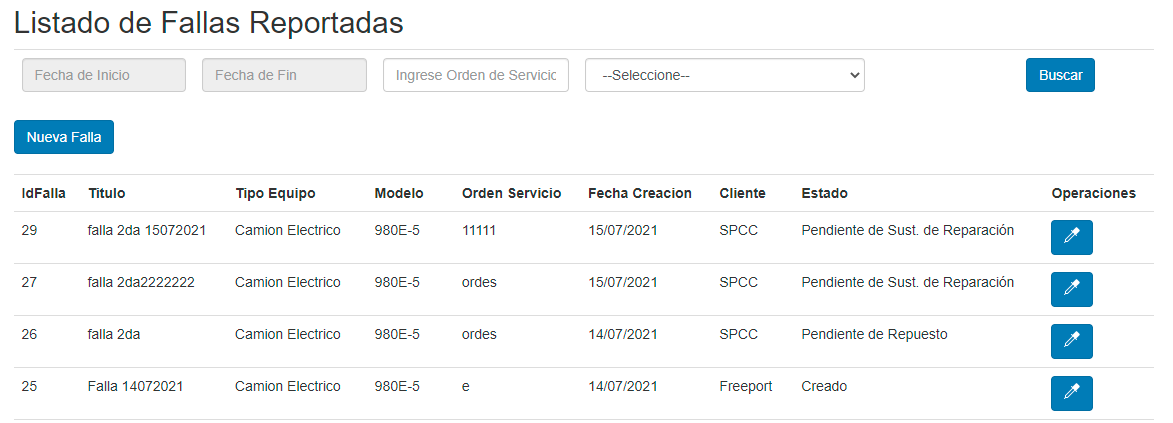 Listado de Fallas Reportadas
Fecha de Inicio Fecha de Fin Ingrese Orden de Servicic --Seleccione-- Buscar
Nueva Falla
IdFalla Titulo Tipo Equipo Modelo Orden Servicio Fecha Creacion Cliente Estado Operaciones
29 falla 2da 15072021 Camion Electrico 980E-5 11111 15/07/2021 SPCC Pendiente de Sust. de Reparación
27 falla 2da2222222 Camion Electrico 980E-5 ordes 15/07/2021 SPCC Pendiente de Sust. de Reparación
26 falla 2da Camion Electrico 980E-5 ordes 14/07/2021 SPCC Pendiente de Repuesto
25 Falla 14072021 Camion Electrico 980E-5 e 14/07/2021 Freeport Creado